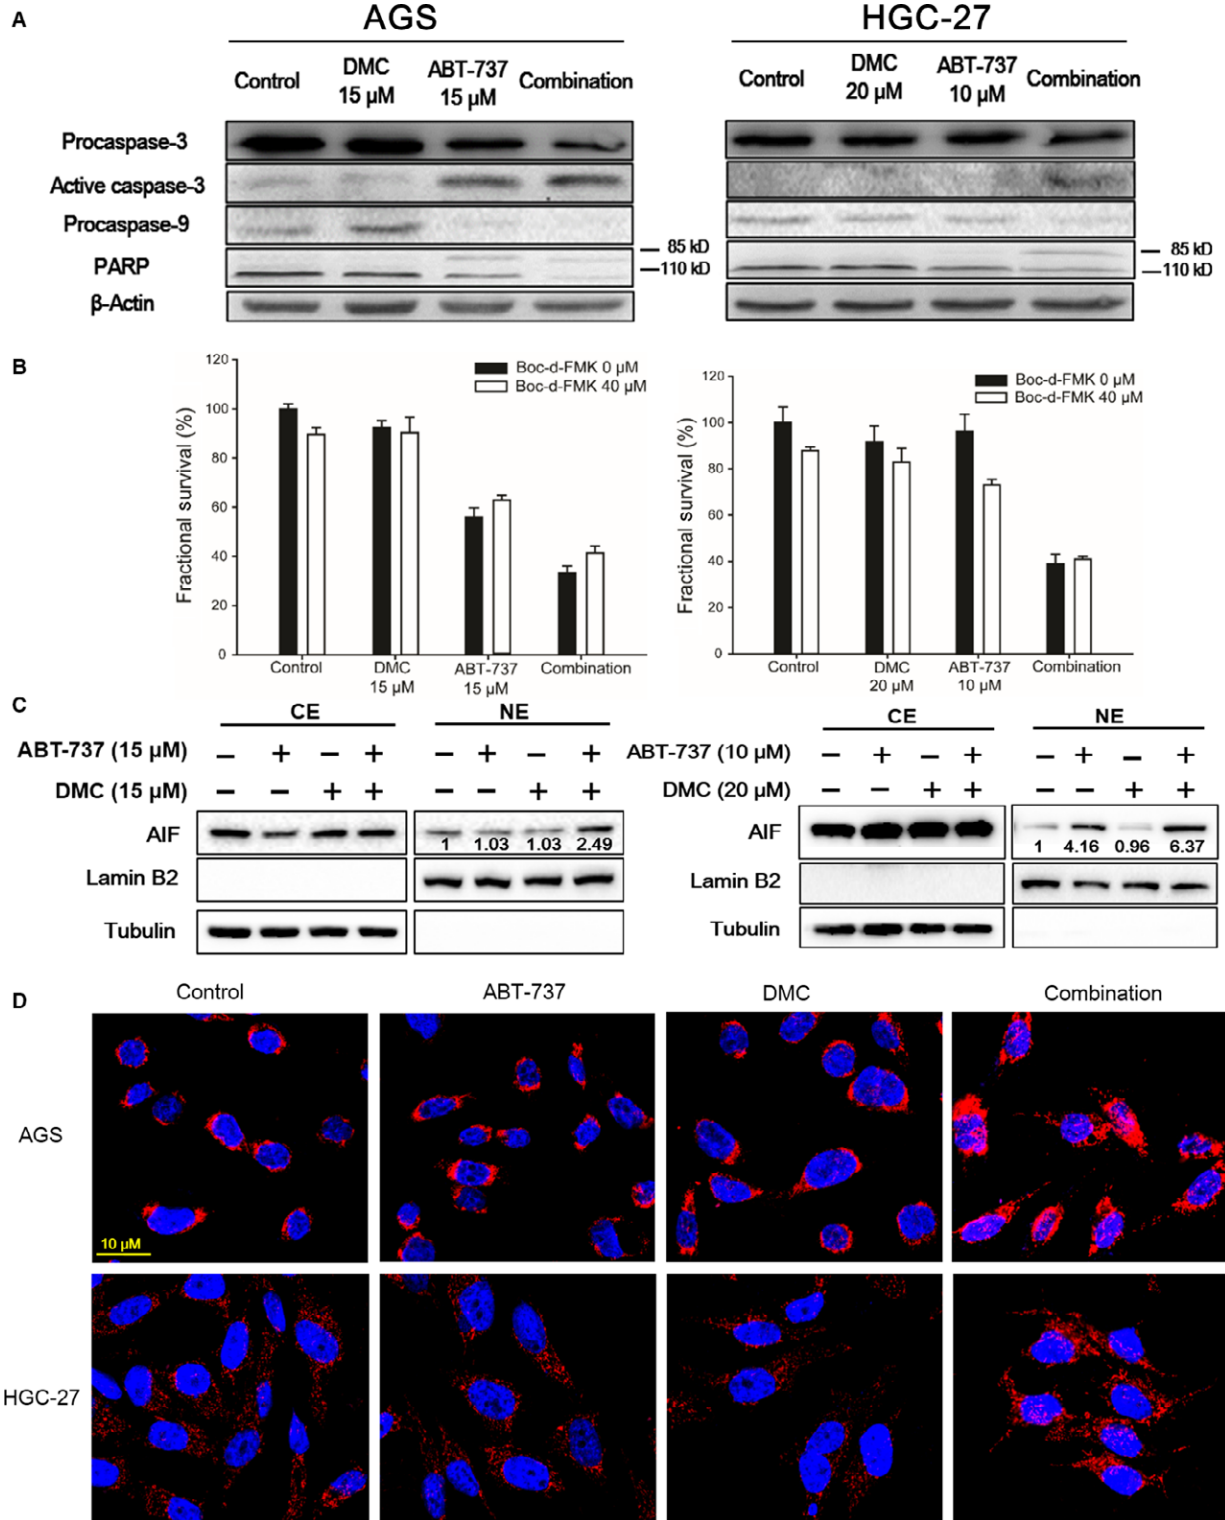 A
AGS
HGC-27
Control
DMC
15 µM
ABT-737
15 µM
Combination
Control
DMC
20 µM
ABT-737
10 µM
Combination
Procaspase-3
Active caspase-3
Procaspase-9
PARP
β-Actin
85 kD
110 kD
85 kD
110 kD
B
Fractional survival (%)
120
100
80
60
40
20
0
Boc-d-FMK 0 µM
Boc-d-FMK 40 µM
Control
DMC
15 µM
ABT-737
15 µM
Combination
Fractional survival (%)
120
100
80
60
40
20
0
Boc-d-FMK 0 µM
Boc-d-FMK 40 µM
Control
DMC
20 µM
ABT-737
10 µM
Combination
C
CE
NE
ABT-737 (15 µM) – + – + – + – +
DMC (15 µM) – – + + – – + +
AIF
1 1.03 1.03 2.49
Lamin B2
Tubulin
CE
NE
ABT-737 (10 µM) – + – + – + – +
DMC (20 µM) – – + + – – + +
AIF
1 4.16 0.96 6.37
Lamin B2
Tubulin
D
Control
ABT-737
DMC
Combination
AGS
10 µM
HGC-27